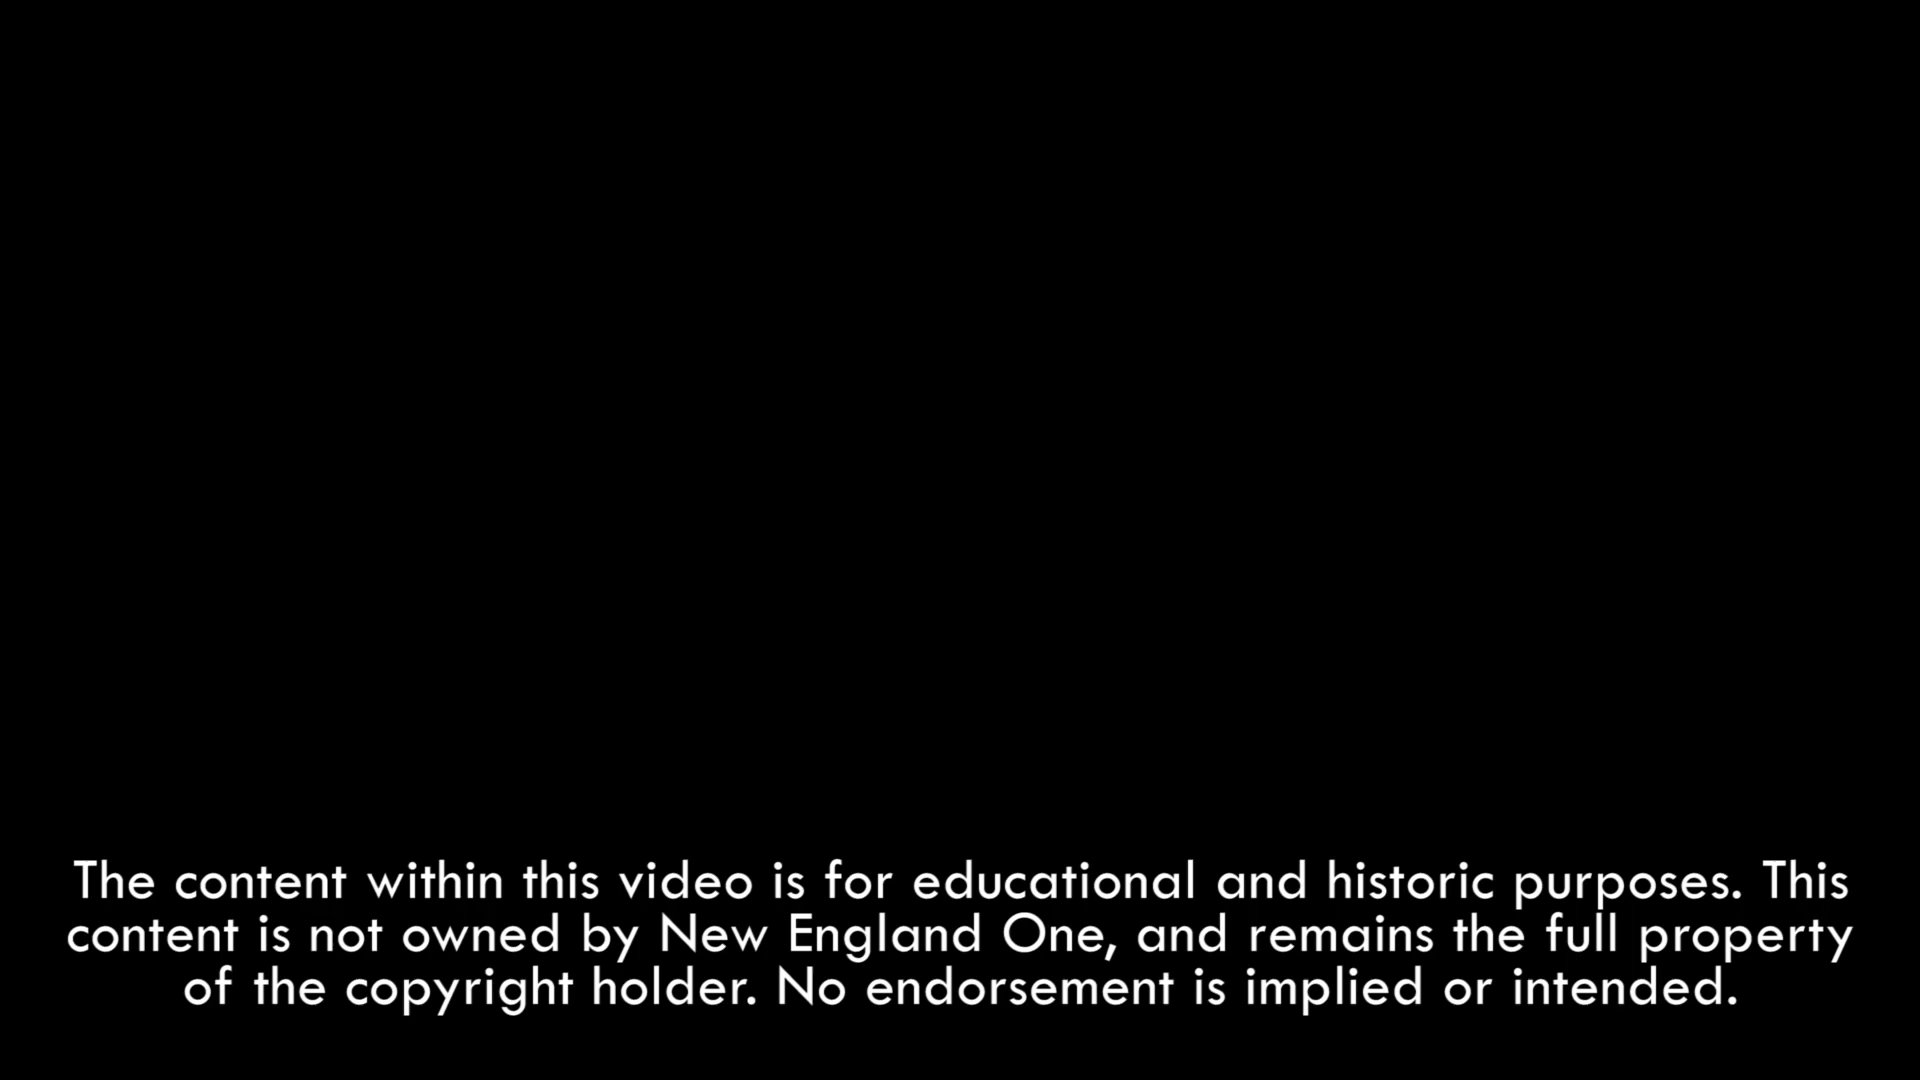 The content within this video is for educational and historic purposes. This
content is not owned by New England One, and remains the full property
of the copyright holder. No endorsement is implied or intended.